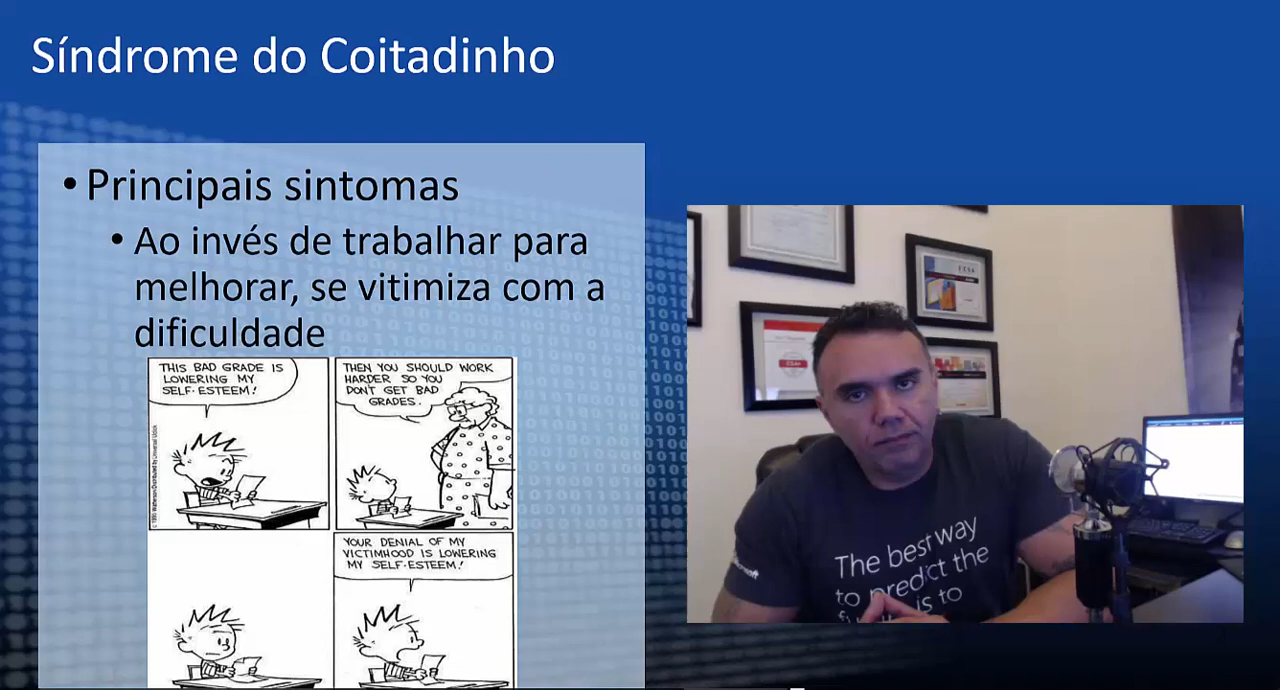 Síndrome do Coitadinho
• Principais sintomas
• Ao invés de trabalhar para
melhorar, se vitimiza com a
dificuldade
THIS BAD GRADE IS
LOWERING MY
SELF-ESTEEM!
THEN YOU SHOULD WORK
HARDER SO YOU
DON'T GET BAD
GRADES.
YOUR DENIAL OF MY
VICTIMHOOD IS LOWERING
MY SELF-ESTEEM!
The best way
to predict the
is to